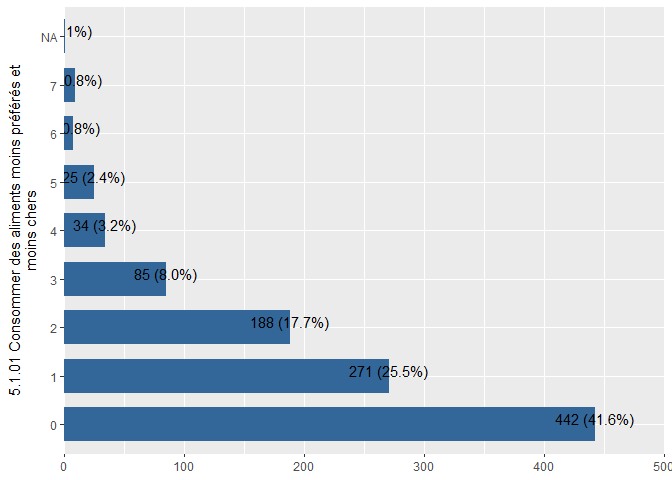 5.1.01 Consommer des aliments moins préférés et
moins chers
NA 1%)
7 0.8%)
6 0.8%)
5 25 (2.4%)
4 34 (3.2%)
3 85 (8.0%)
2 188 (17.7%)
1 271 (25.5%)
0 442 (41.6%)
0 100 200 300 400 500